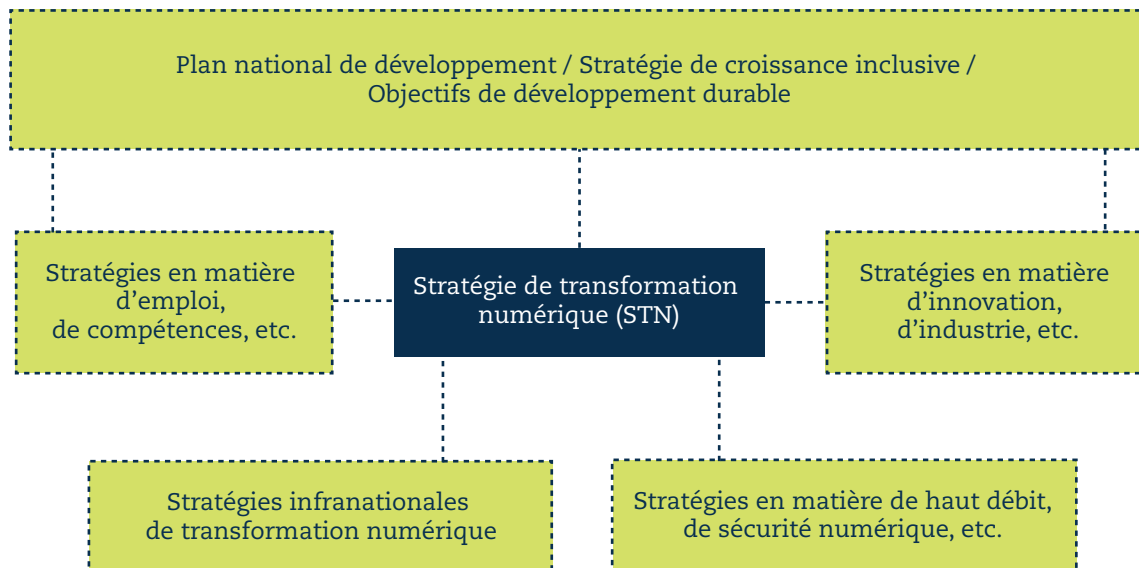 Plan national de développement / Stratégie de croissance inclusive /
Objectifs de développement durable
Stratégies en matière
d’emploi,
de compétences, etc.
Stratégie de transformation
numérique (STN)
Stratégies en matière
d’innovation,
d’industrie, etc.
Stratégies infranationales
de transformation numérique
Stratégies en matière de haut débit,
de sécurité numérique, etc.